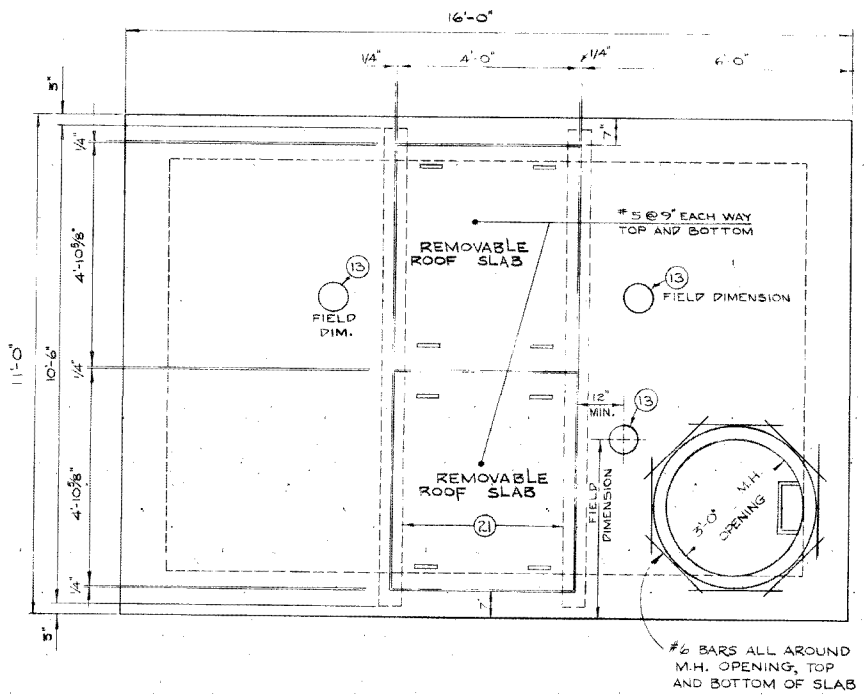 16'-0"
1/4"
4'-0"
1/4"
6'-0"
3"
1/4"
7"
#5 @ 9" EACH WAY
TOP AND BOTTOM
REMOVABLE
ROOF SLAB
4'-10 5/8"
13
FIELD
DIM.
13
FIELD DIMENSION
11'-0"
10'-6"
1/4"
12"
MIN.
13
4'-10 5/8"
REMOVABLE
ROOF SLAB
21
FIELD
DIMENSION
3'-0" M.H.
OPENING
1/4"
7"
3"
#6 BARS ALL AROUND
M.H. OPENING, TOP
AND BOTTOM OF SLAB